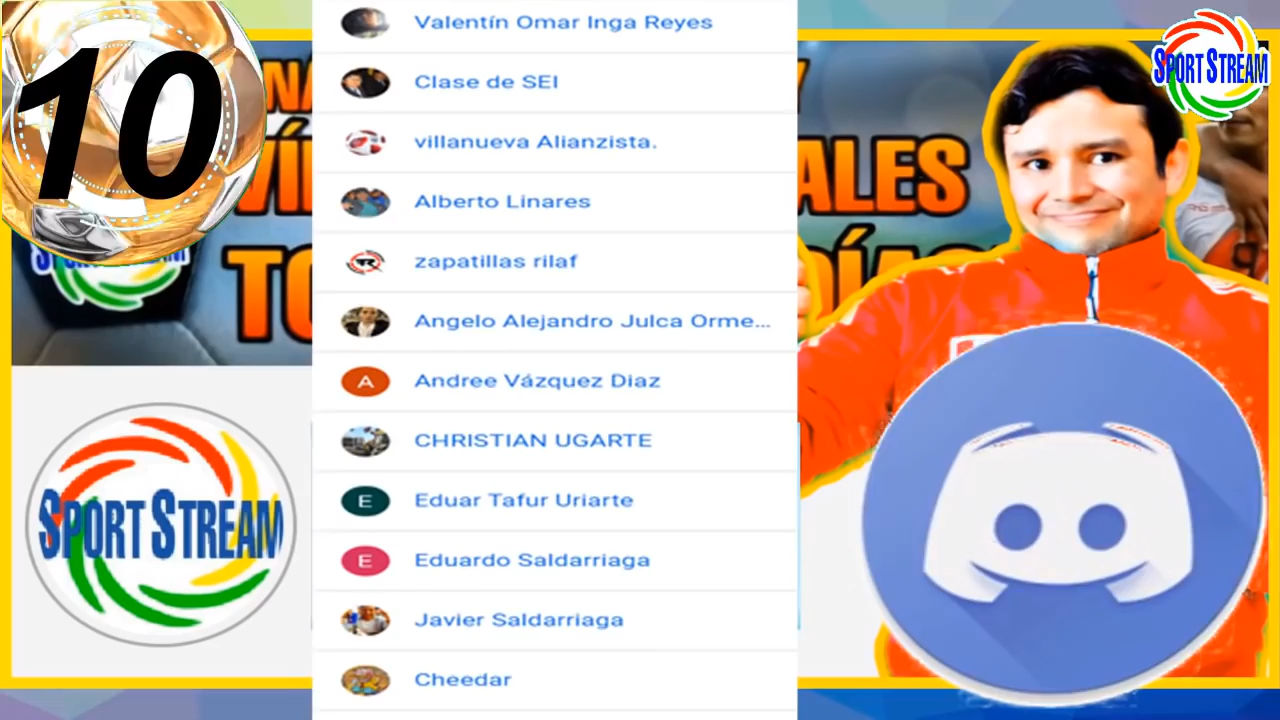 10
Valentín Omar Inga Reyes
Clase de SEI
villanueva Alianzista.
Alberto Linares
zapatillas rilaf
Angelo Alejandro Julca Orme...
A
Andree Vázquez Diaz
CHRISTIAN UGARTE
E
Eduar Tafur Uriarte
E
Eduardo Saldarriaga
Javier Saldarriaga
Cheedar
SPORT STREAM
SPORT STREAM
ALES